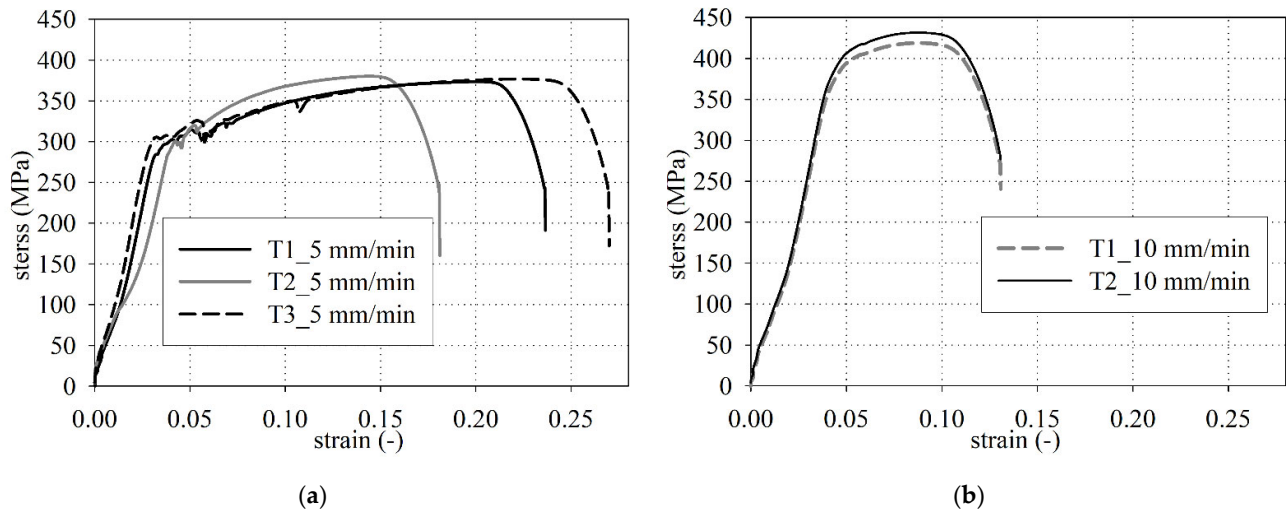 450
400
350
300
250
200
150
100
50
0
sterss (MPa)
T1_5 mm/min
T2_5 mm/min
T3_5 mm/min
0.00 0.05 0.10 0.15 0.20 0.25
strain (-)
(a)
450
400
350
300
250
200
150
100
50
0
sterss (MPa)
T1_10 mm/min
T2_10 mm/min
0.00 0.05 0.10 0.15 0.20 0.25
strain (-)
(b)